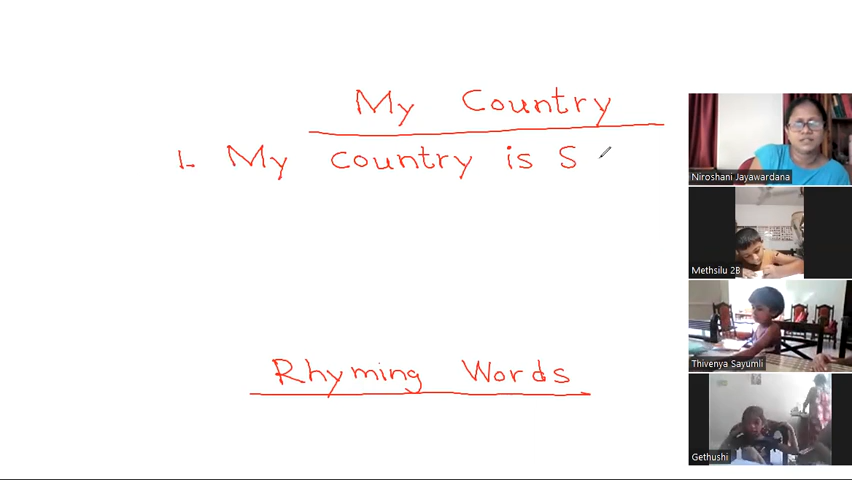 My Country
1. My country is S
Rhyming Words
Niroshani Jayawardana
Methsilu 2B
Thivenya Sayumli
Gethushi